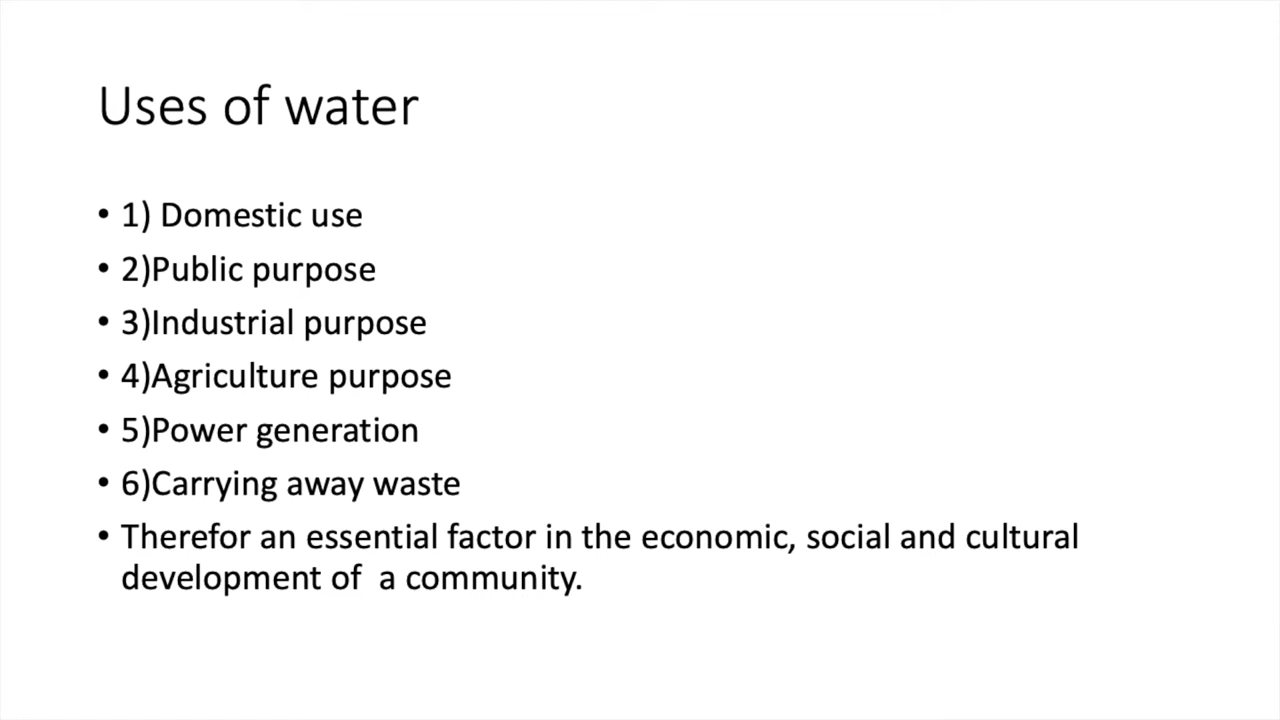 Uses of water
• 1) Domestic use
• 2)Public purpose
• 3)Industrial purpose
• 4)Agriculture purpose
• 5)Power generation
• 6)Carrying away waste
• Therefor an essential factor in the economic, social and cultural
development of  a community.